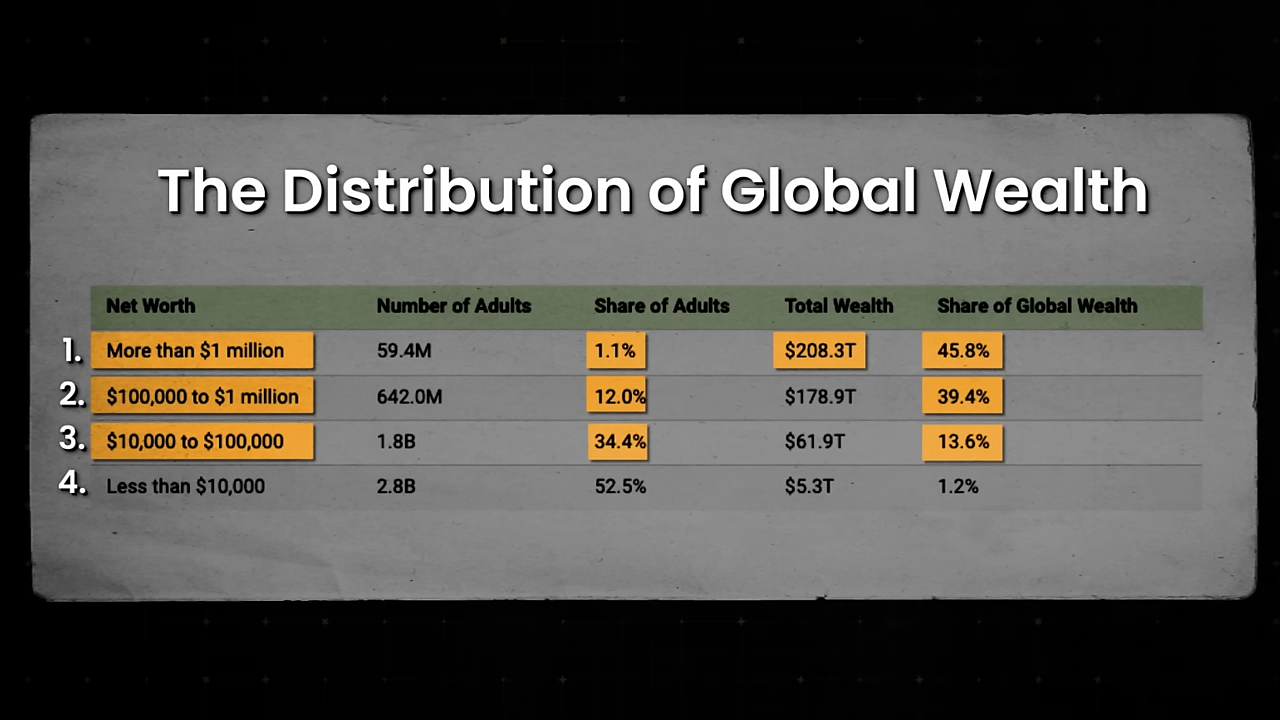 The Distribution of Global Wealth
Net Worth Number of Adults Share of Adults Total Wealth Share of Global Wealth
1. More than $1 million 59.4M 1.1% $208.3T 45.8%
2. $100,000 to $1 million 642.0M 12.0% $178.9T 39.4%
3. $10,000 to $100,000 1.8B 34.4% $61.9T 13.6%
4. Less than $10,000 2.8B 52.5% $5.3T 1.2%